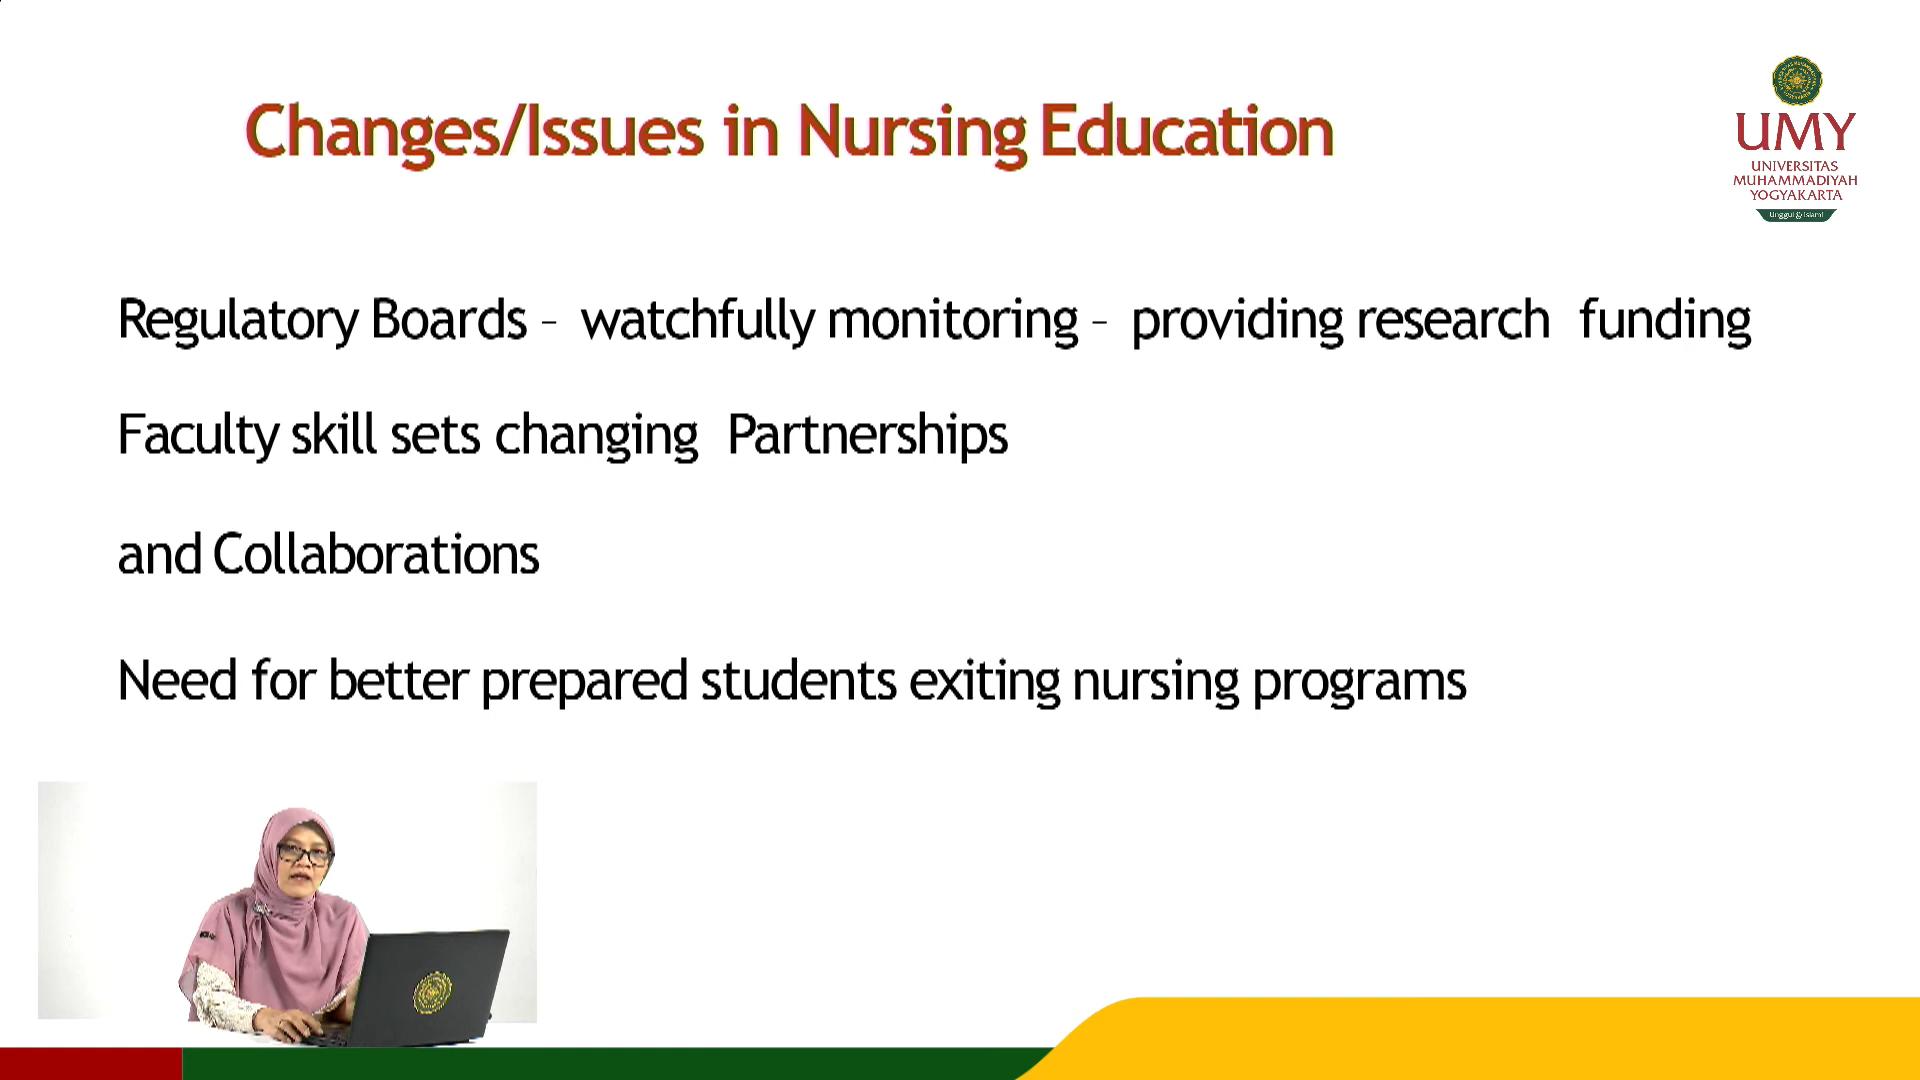 Changes/Issues in Nursing Education
UMY
UNIVERSITAS
MUHAMMADIYAH
YOGYAKARTA
Unggul & Islami
Regulatory Boards – watchfully monitoring – providing research funding
Faculty skill sets changing Partnerships
and Collaborations
Need for better prepared students exiting nursing programs